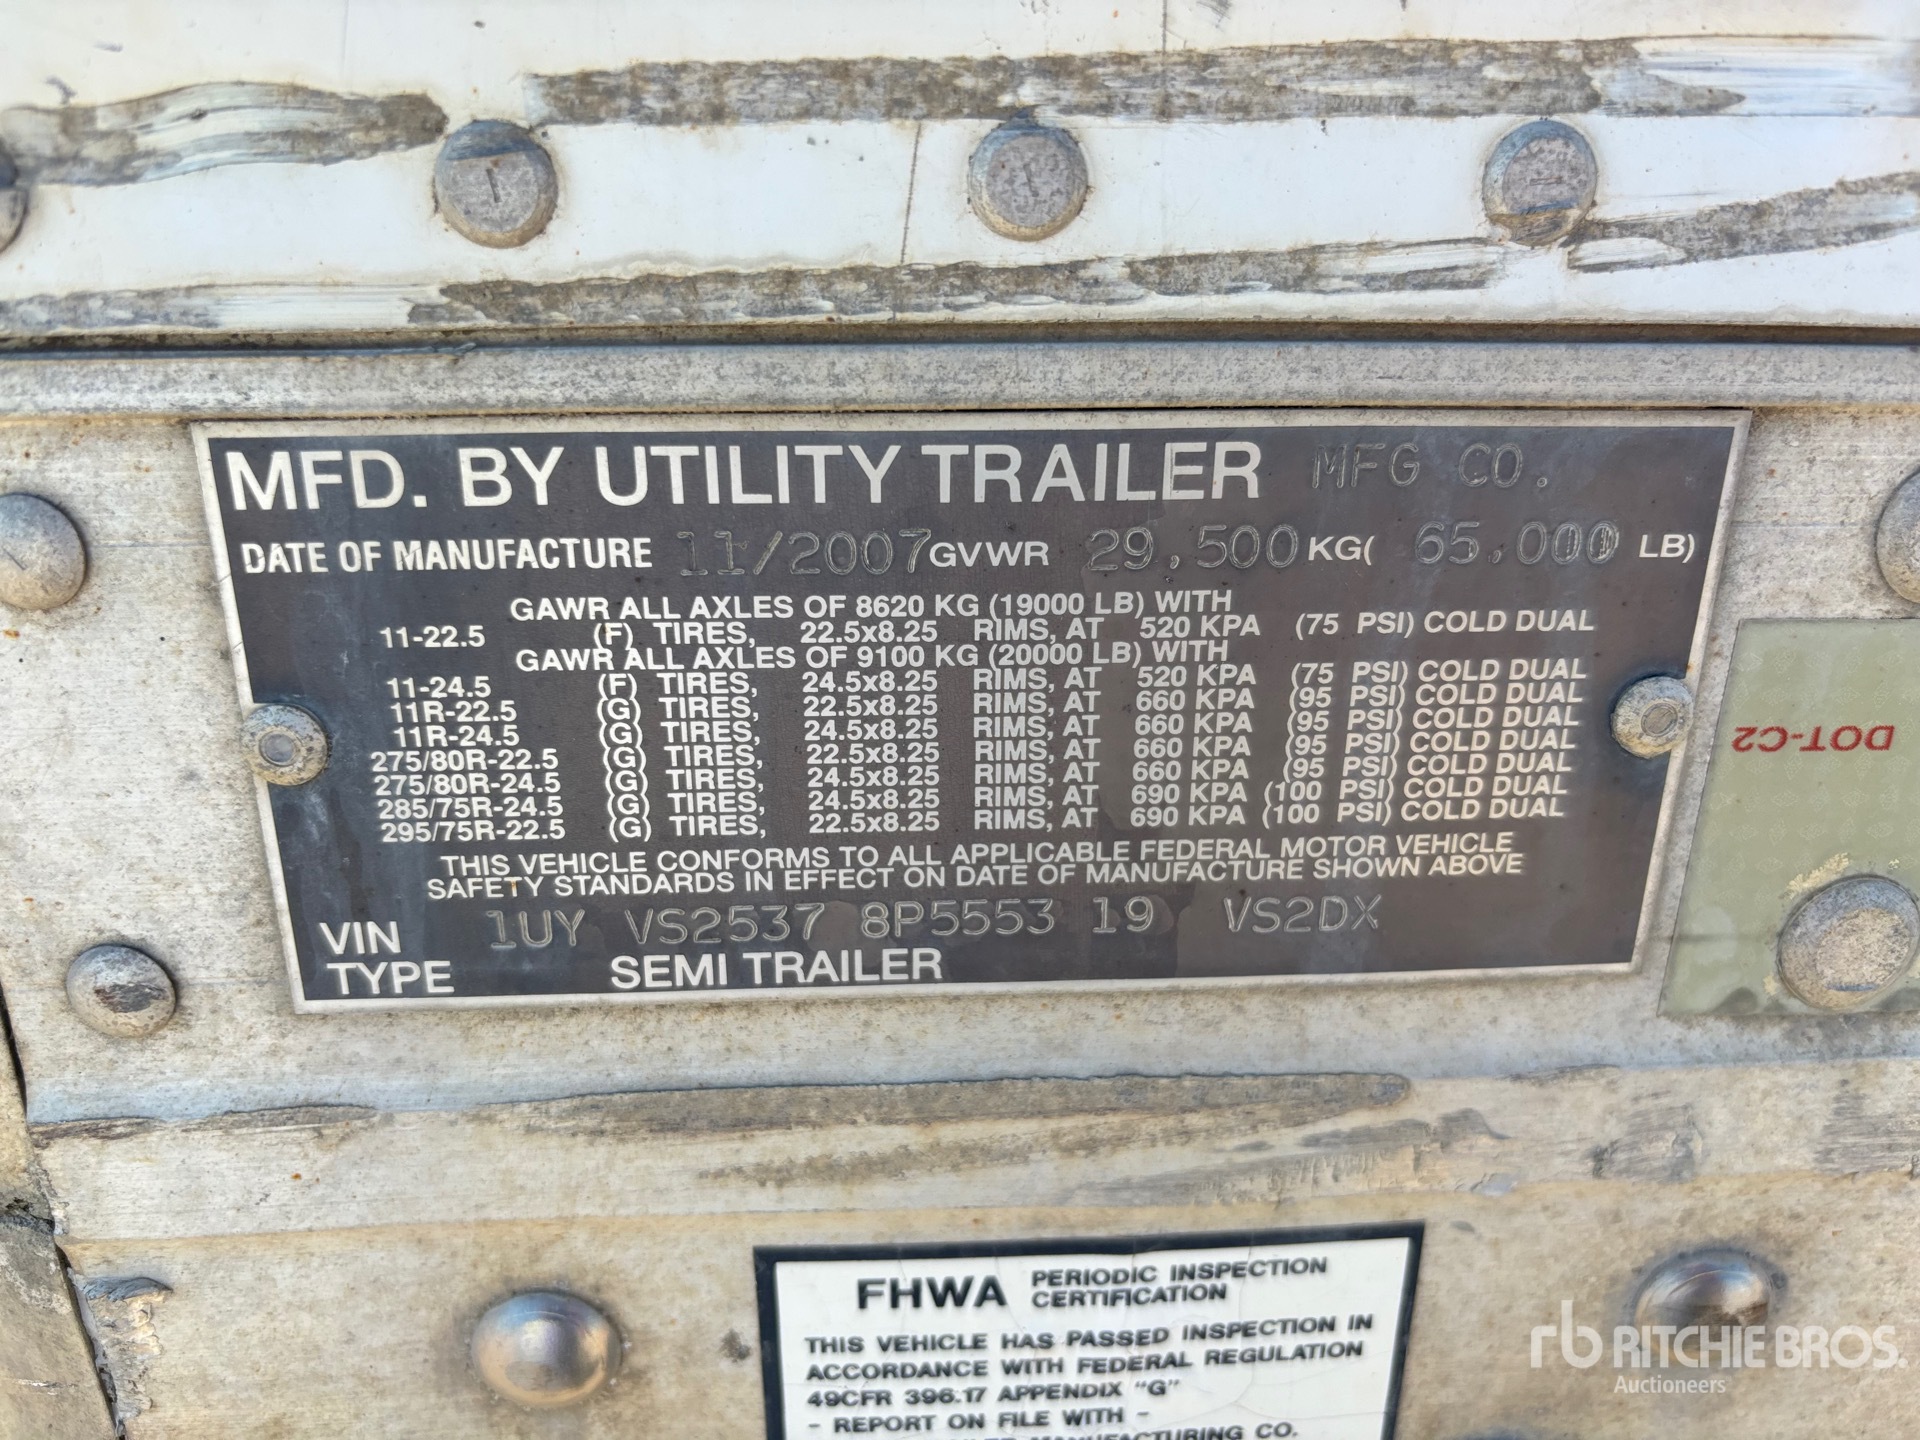 MFD. BY UTILITY TRAILER MFG CO.
DATE OF MANUFACTURE 11/2007 GVWR 29,500 KG( 65,000 LB)
GAWR ALL AXLES OF 8620 KG (19000 LB) WITH
11-22.5 (F) TIRES, 22.5x8.25 RIMS, AT 520 KPA (75 PSI) COLD DUAL
GAWR ALL AXLES OF 9100 KG (20000 LB) WITH
11-24.5 (F) TIRES, 24.5x8.25 RIMS, AT 520 KPA (75 PSI) COLD DUAL
11R-22.5 (G) TIRES, 22.5x8.25 RIMS, AT 660 KPA (95 PSI) COLD DUAL
11R-24.5 (G) TIRES, 24.5x8.25 RIMS, AT 660 KPA (95 PSI) COLD DUAL
275/80R-22.5 (G) TIRES, 22.5x8.25 RIMS, AT 660 KPA (95 PSI) COLD DUAL
275/80R-24.5 (G) TIRES, 24.5x8.25 RIMS, AT 660 KPA (95 PSI) COLD DUAL
285/75R-24.5 (G) TIRES, 24.5x8.25 RIMS, AT 690 KPA (100 PSI) COLD DUAL
295/75R-22.5 (G) TIRES, 22.5x8.25 RIMS, AT 690 KPA (100 PSI) COLD DUAL
THIS VEHICLE CONFORMS TO ALL APPLICABLE FEDERAL MOTOR VEHICLE
SAFETY STANDARDS IN EFFECT ON DATE OF MANUFACTURE SHOWN ABOVE
VIN 1UY VS2537 8P5553 19 VS2DX
TYPE SEMI TRAILER
DOT-C2
FHWA PERIODIC INSPECTION
CERTIFICATION
THIS VEHICLE HAS PASSED INSPECTION IN
ACCORDANCE WITH FEDERAL REGULATION
49CFR 396.17 APPENDIX "G"
- REPORT ON FILE WITH -
MANUFACTURING CO.
rb RITCHIE BROS.
Auctioneers